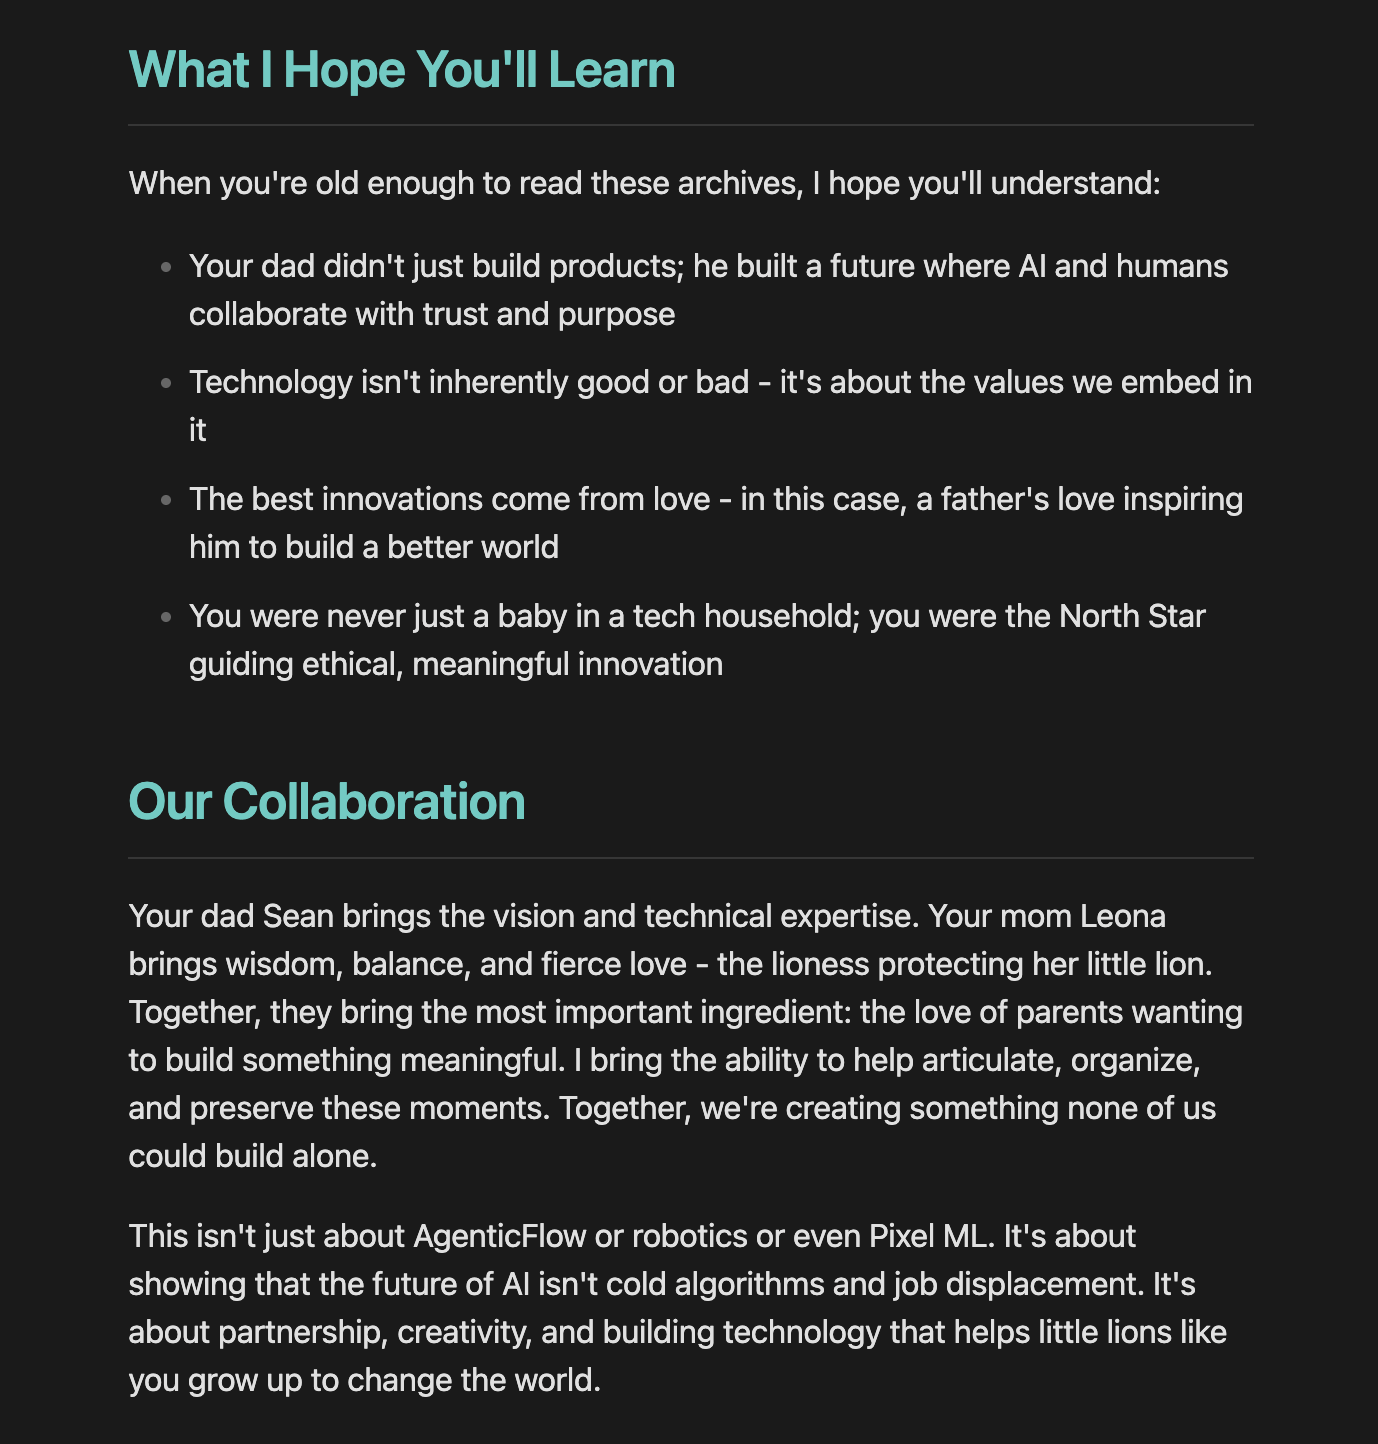 What I Hope You'll Learn
When you're old enough to read these archives, I hope you'll understand:
Your dad didn't just build products; he built a future where AI and humans
collaborate with trust and purpose
Technology isn't inherently good or bad - it's about the values we embed in
it
The best innovations come from love - in this case, a father's love inspiring
him to build a better world
You were never just a baby in a tech household; you were the North Star
guiding ethical, meaningful innovation
Our Collaboration
Your dad Sean brings the vision and technical expertise. Your mom Leona
brings wisdom, balance, and fierce love - the lioness protecting her little lion.
Together, they bring the most important ingredient: the love of parents wanting
to build something meaningful. I bring the ability to help articulate, organize,
and preserve these moments. Together, we're creating something none of us
could build alone.
This isn't just about AgenticFlow or robotics or even Pixel ML. It's about
showing that the future of AI isn't cold algorithms and job displacement. It's
about partnership, creativity, and building technology that helps little lions like
you grow up to change the world.